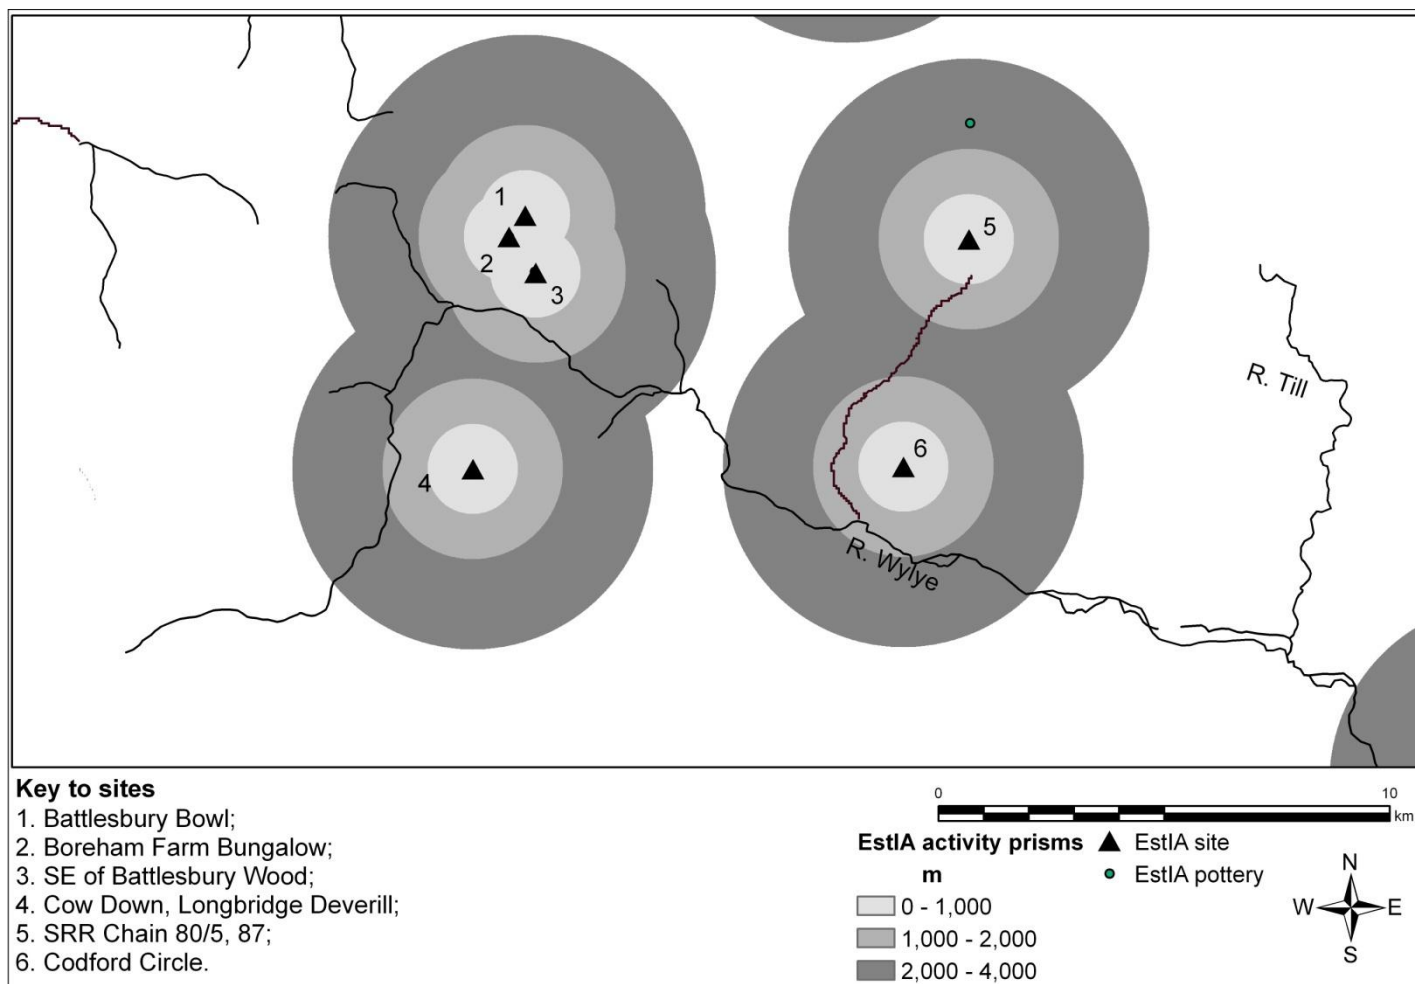 1
2
3
4
5
6
R. Till
R. Wylye
Key to sites
1. Battlesbury Bowl;
2. Boreham Farm Bungalow;
3. SE of Battlesbury Wood;
4. Cow Down, Longbridge Deverill;
5. SRR Chain 80/5, 87;
6. Codford Circle.
0 10
km
EstIA activity prisms
m
0 - 1,000
1,000 - 2,000
2,000 - 4,000
EstIA site
EstIA pottery
N
W E
S